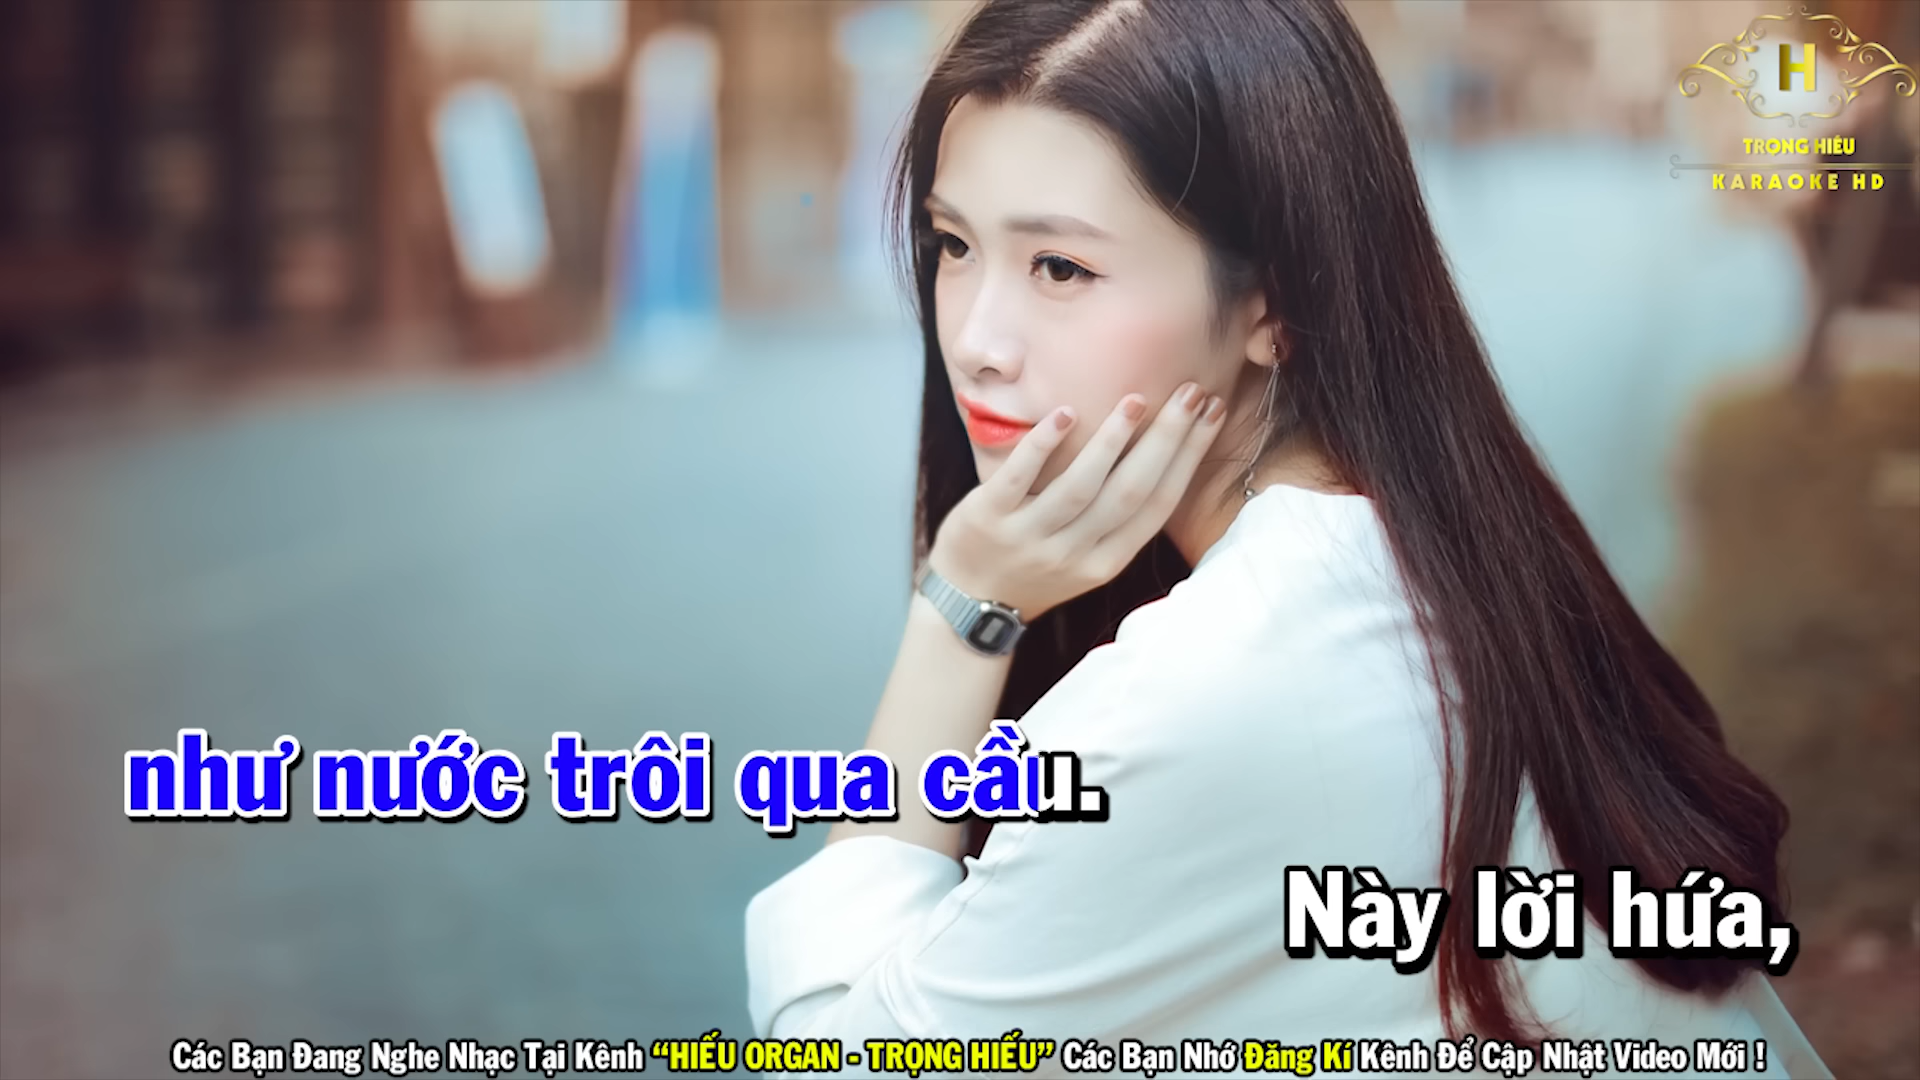 H
TRỌNG HIẾU
KARAOKE HD
như nước trôi qua cầu.
Này lời hứa,
Các Bạn Đang Nghe Nhạc Tại Kênh “HIẾU ORGAN - TRỌNG HIẾU” Các Bạn Nhớ Đăng Kí Kênh Để Cập Nhật Video Mới !